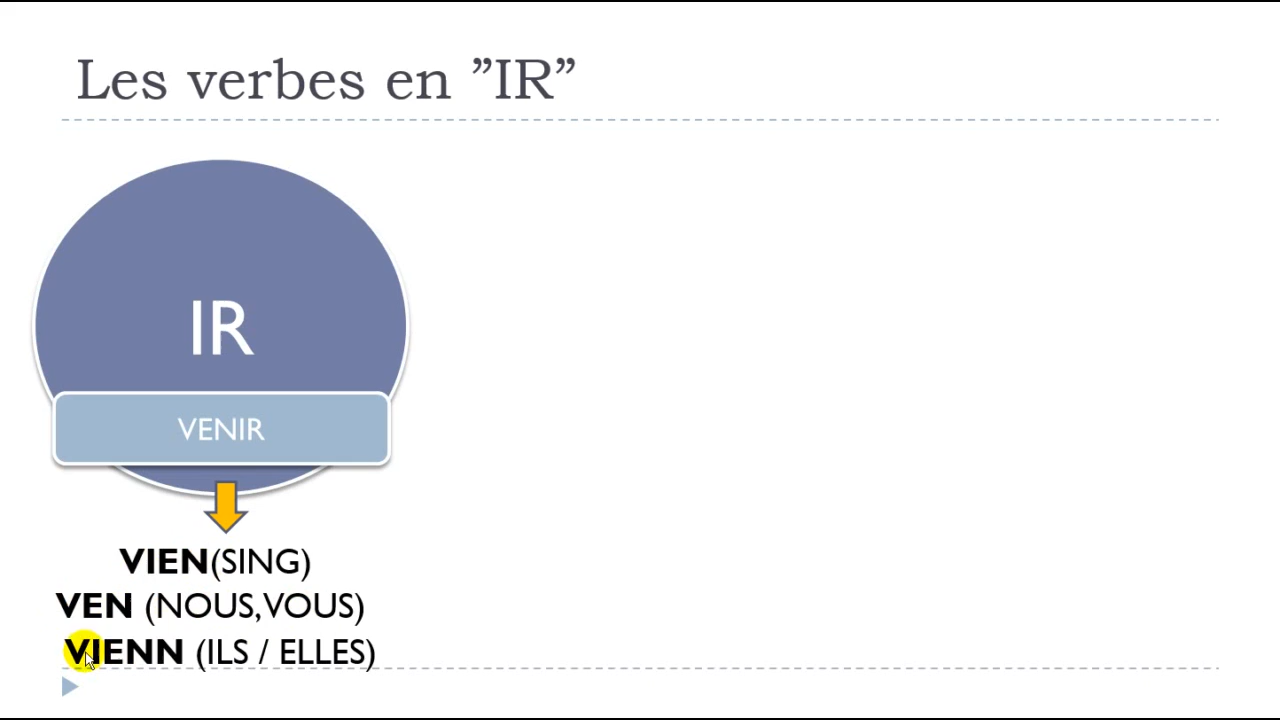 Les verbes en ”IR”
IR
VENIR
VIEN(SING)
VEN (NOUS,VOUS)
VIENN (ILS / ELLES)